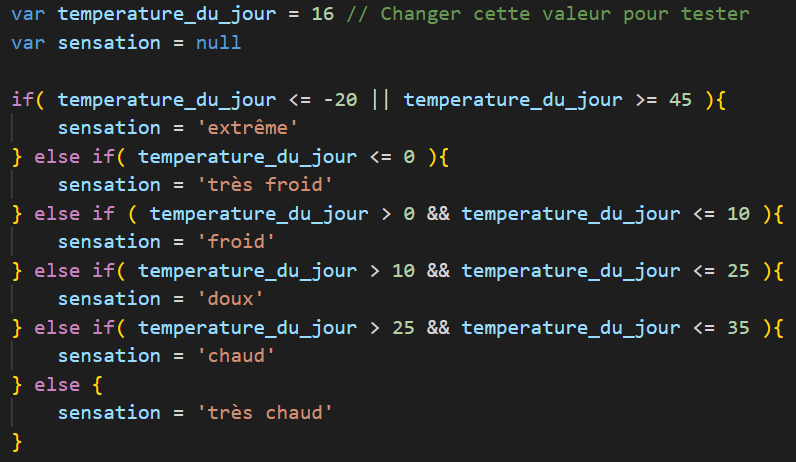 var temperature_du_jour = 16 // Changer cette valeur pour tester
var sensation = null

if( temperature_du_jour <= -20 || temperature_du_jour >= 45 ){
    sensation = 'extrême'
} else if( temperature_du_jour <= 0 ){
    sensation = 'très froid'
} else if ( temperature_du_jour > 0 && temperature_du_jour <= 10 ){
    sensation = 'froid'
} else if( temperature_du_jour > 10 && temperature_du_jour <= 25 ){
    sensation = 'doux'
} else if( temperature_du_jour > 25 && temperature_du_jour <= 35 ){
    sensation = 'chaud'
} else {
    sensation = 'très chaud'
}